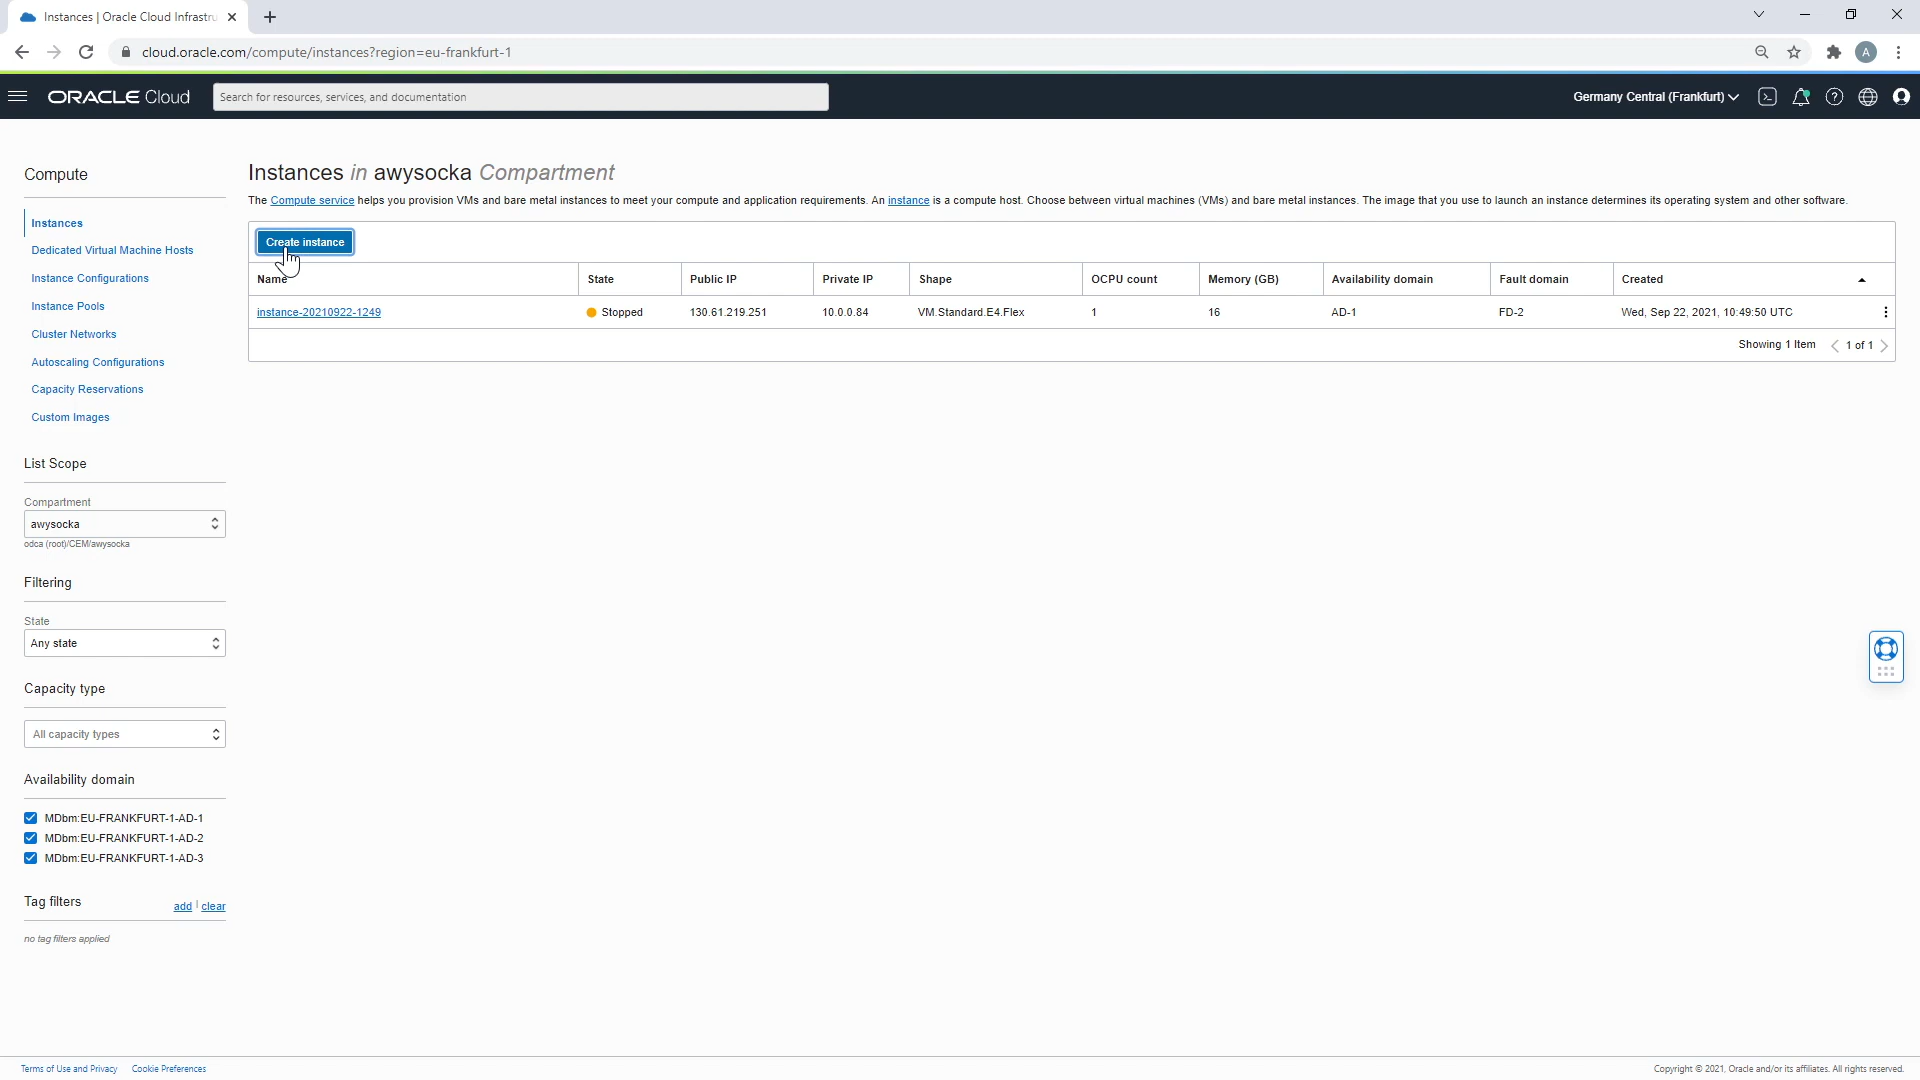 Instances | Oracle Cloud Infrastru
cloud.oracle.com/compute/instances?region=eu-frankfurt-1
A
ORACLE Cloud
Search for resources, services, and documentation
Germany Central (Frankfurt)
Compute
Instances
Dedicated Virtual Machine Hosts
Instance Configurations
Instance Pools
Cluster Networks
Autoscaling Configurations
Capacity Reservations
Custom Images
List Scope
Compartment
awysocka
odca (root)/CEM/awysocka
Filtering
State
Any state
Capacity type
All capacity types
Availability domain
MDbm:EU-FRANKFURT-1-AD-1
MDbm:EU-FRANKFURT-1-AD-2
MDbm:EU-FRANKFURT-1-AD-3
Tag filters add | clear
no tag filters applied
Instances in awysocka Compartment
The Compute service helps you provision VMs and bare metal instances to meet your compute and application requirements. An instance is a compute host. Choose between virtual machines (VMs) and bare metal instances. The image that you use to launch an instance determines its operating system and other software.
Create instance
Name State Public IP Private IP Shape OCPU count Memory (GB) Availability domain Fault domain Created
instance-20210922-1249 Stopped 130.61.219.251 10.0.0.84 VM.Standard.E4.Flex 1 16 AD-1 FD-2 Wed, Sep 22, 2021, 10:49:50 UTC
Showing 1 Item 1 of 1
Terms of Use and Privacy Cookie Preferences
Copyright © 2021, Oracle and/or its affiliates. All rights reserved.